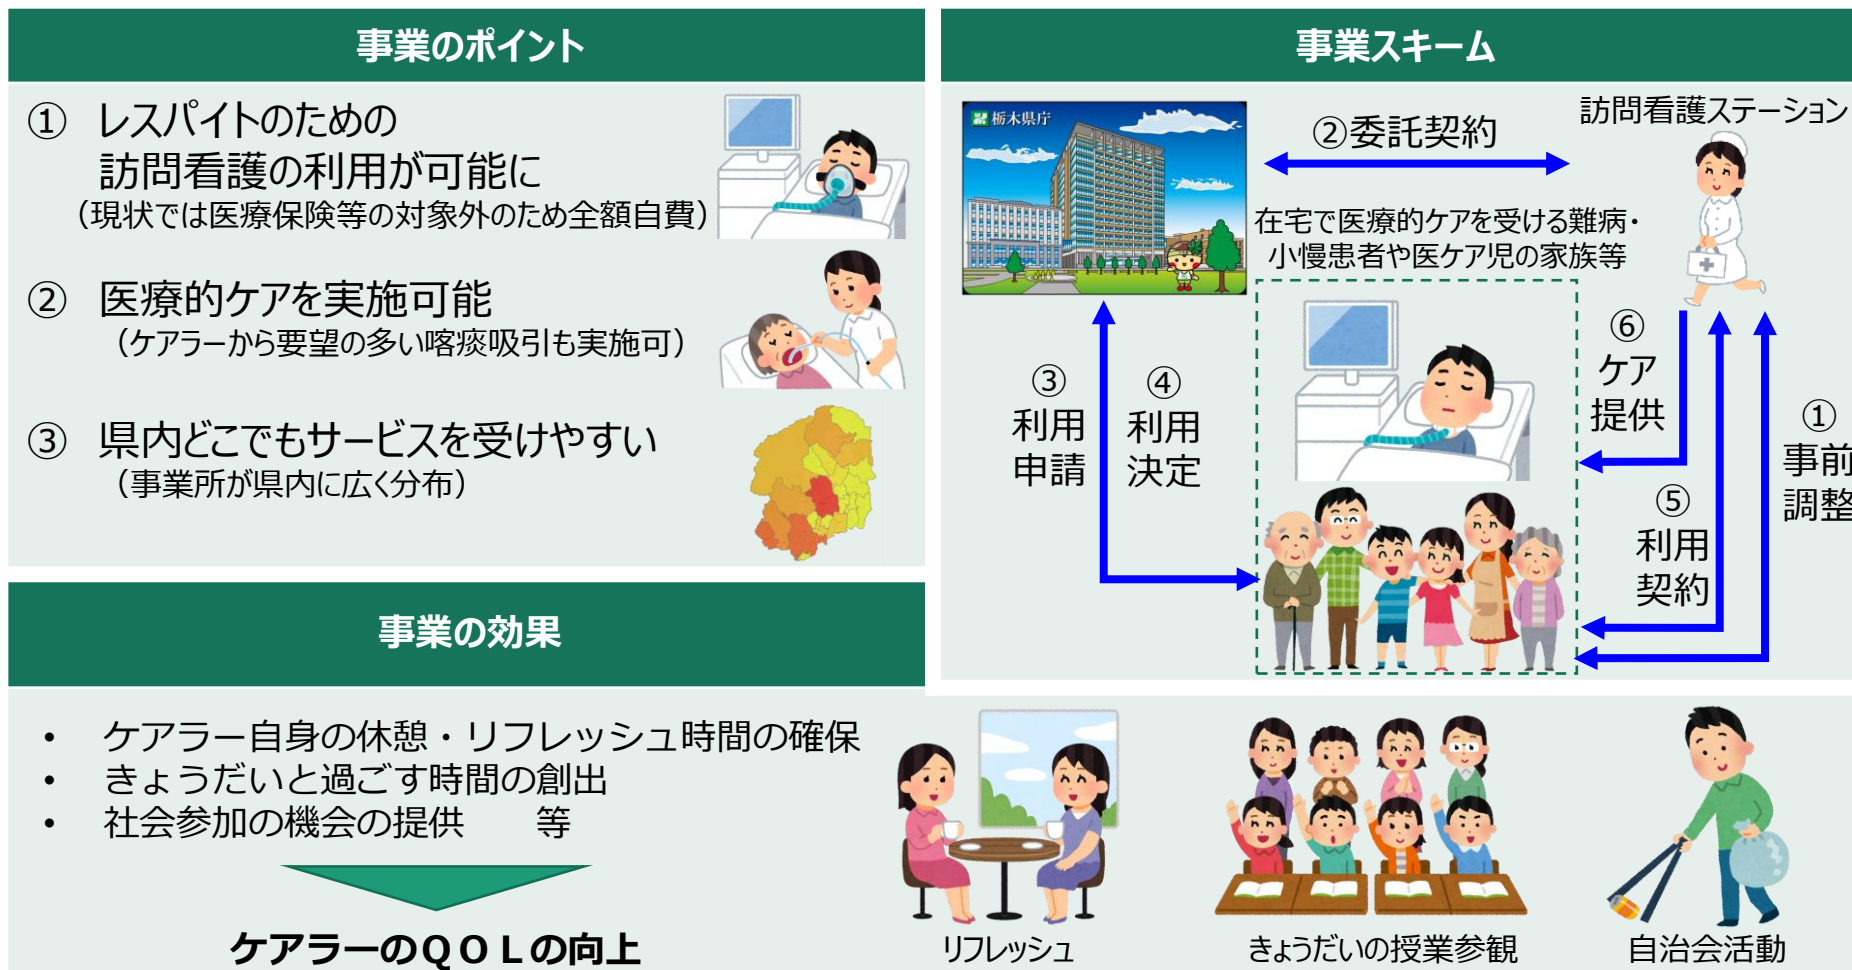 事業のポイント
① レスパイトのための
訪問看護の利用が可能に
（現状では医療保険等の対象外のため全額自費）
② 医療的ケアを実施可能
（ケアラーから要望の多い喀痰吸引も実施可）
③ 県内どこでもサービスを受けやすい
（事業所が県内に広く分布）
事業スキーム
栃木県庁
②委託契約
訪問看護ステーション
在宅で医療的ケアを受ける難病・
小慢患者や医ケア児の家族等
③
利用
申請
④
利用
決定
⑥
ケア
提供
⑤
利用
契約
①
事前
調整
事業の効果
• ケアラー自身の休憩・リフレッシュ時間の確保
• きょうだいと過ごす時間の創出
• 社会参加の機会の提供　　等
ケアラーのＱＯＬの向上
リフレッシュ
きょうだいの授業参観
自治会活動